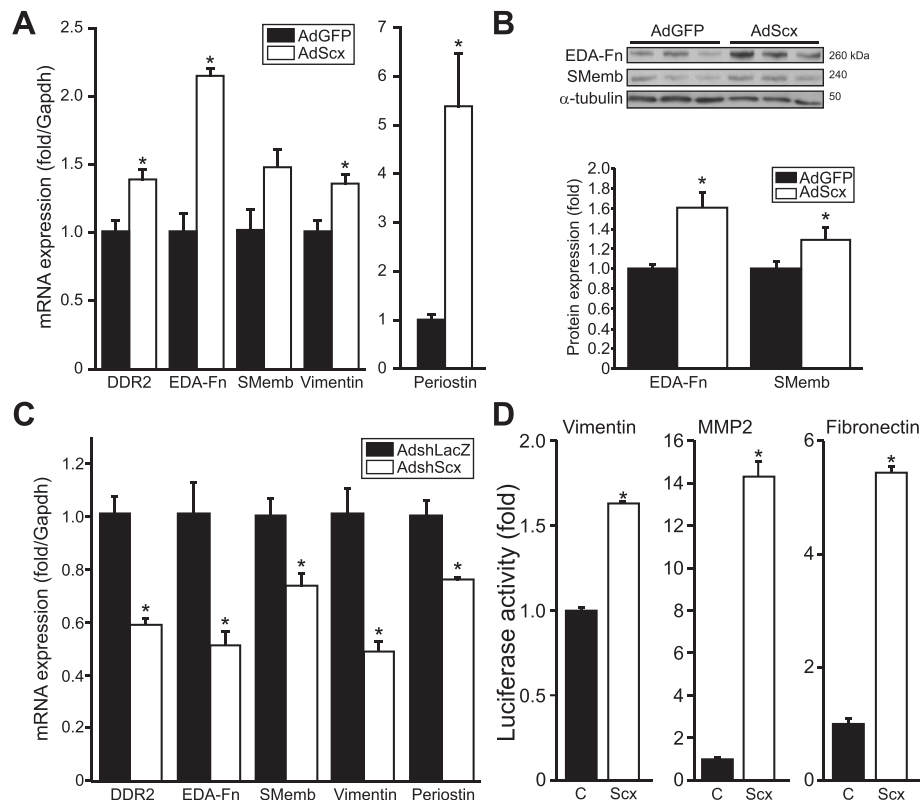 A
mRNA expression (fold/Gapdh)
2.5
2.0
1.5
1.0
0.5
0
AdGFP
AdScx
*
*
*
DDR2 EDA-Fn SMemb Vimentin
7
6
5
4
3
2
1
0
*
Periostin
B
AdGFP AdScx
EDA-Fn 260 kDa
SMemb 240
α-tubulin 50
Protein expression (fold)
2.0
1.8
1.6
1.4
1.2
1.0
0.8
0.6
0.4
0.2
0
AdGFP
AdScx
*
*
EDA-Fn SMemb
C
mRNA expression (fold/Gapdh)
1.2
1.0
0.8
0.6
0.4
0.2
0
AdshLacZ
AdshScx
*
*
*
*
*
DDR2 EDA-Fn SMemb Vimentin Periostin
D
Luciferase activity (fold)
Vimentin
2.0
1.5
1.0
0.5
0
*
C Scx
MMP2
16
14
12
10
8
6
4
2
0
*
C Scx
Fibronectin
6
4
2
0
*
C Scx